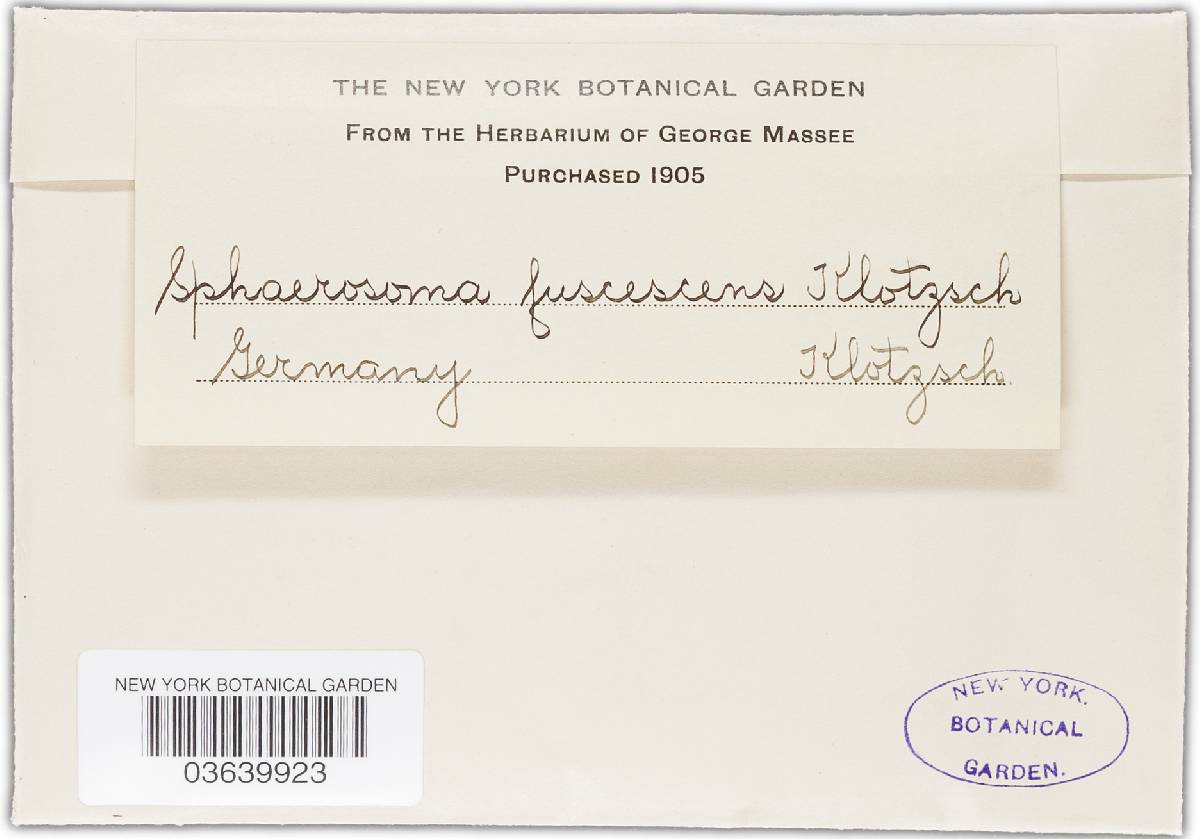 THE NEW YORK BOTANICAL GARDEN
FROM THE HERBARIUM OF GEORGE MASSEE
PURCHASED 1905
Sphaerosoma fuscescens Klotzsch
Germany Klotzsch
NEW YORK BOTANICAL GARDEN
03639923
NEW YORK.
BOTANICAL
GARDEN.